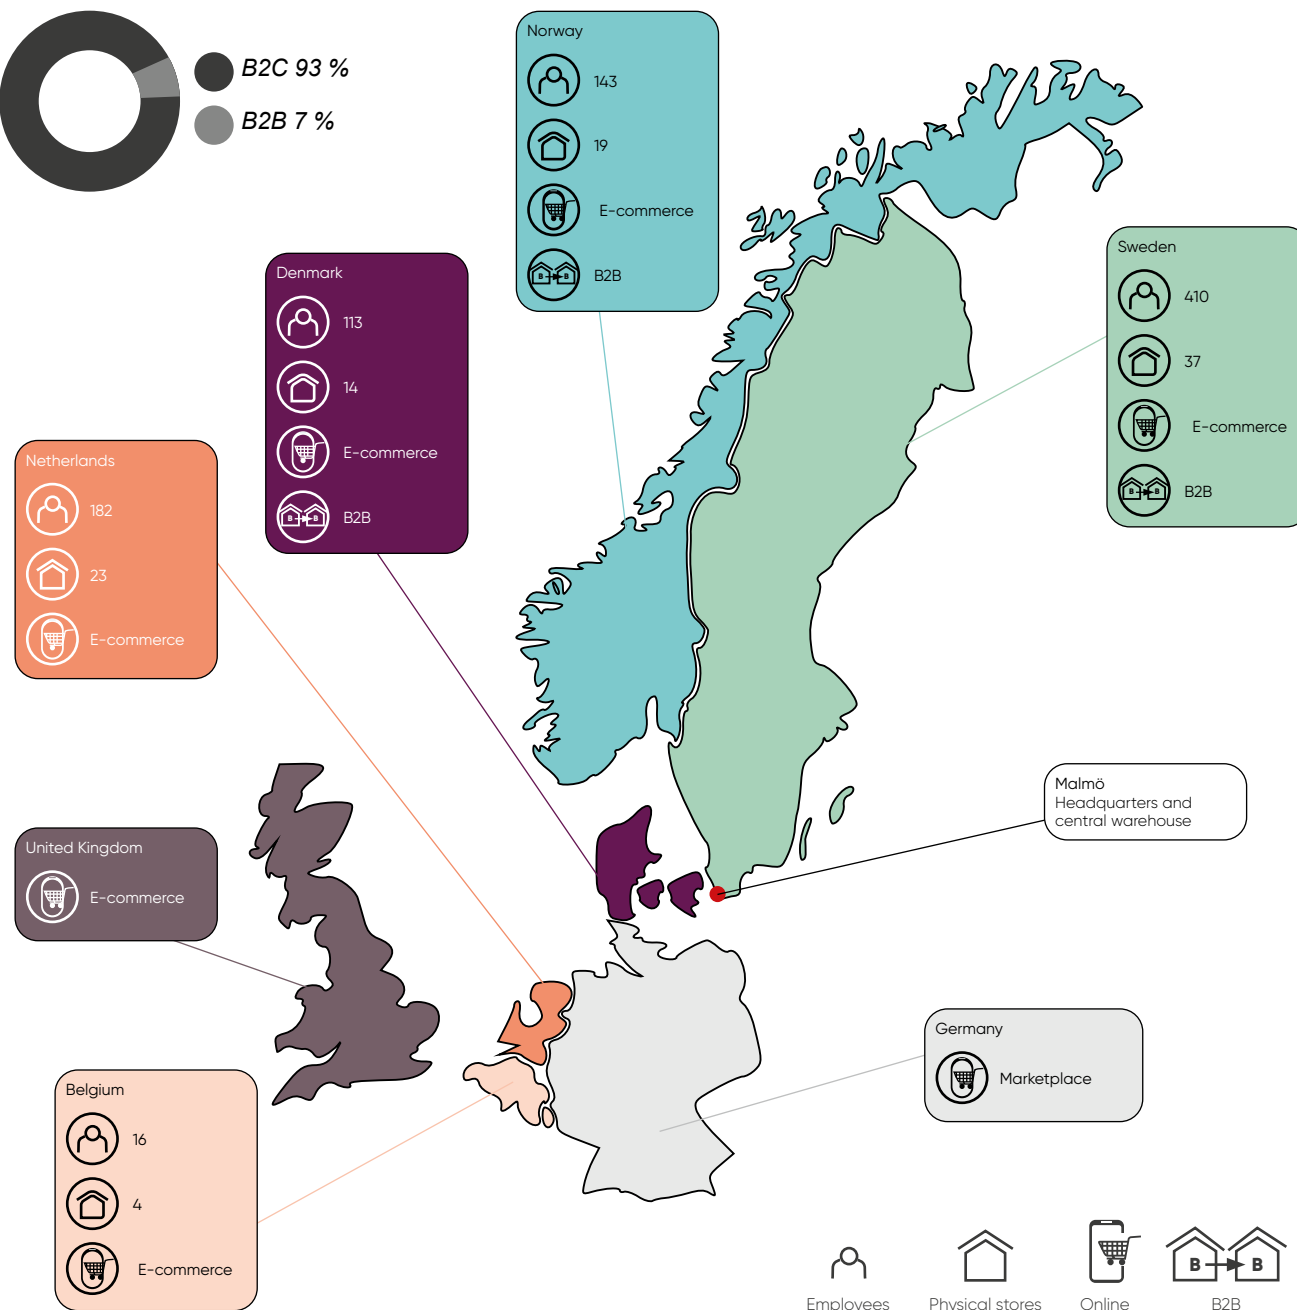 B2C 93 %
B2B 7 %
Norway
143
19
E-commerce
B2B
Denmark
113
14
E-commerce
B2B
Sweden
410
37
E-commerce
B2B
Netherlands
182
23
E-commerce
Malmö
Headquarters and
central warehouse
United Kingdom
E-commerce
Germany
Marketplace
Belgium
16
4
E-commerce
B B
B B
B B
B B
Employees
Physical stores
Online
B2B